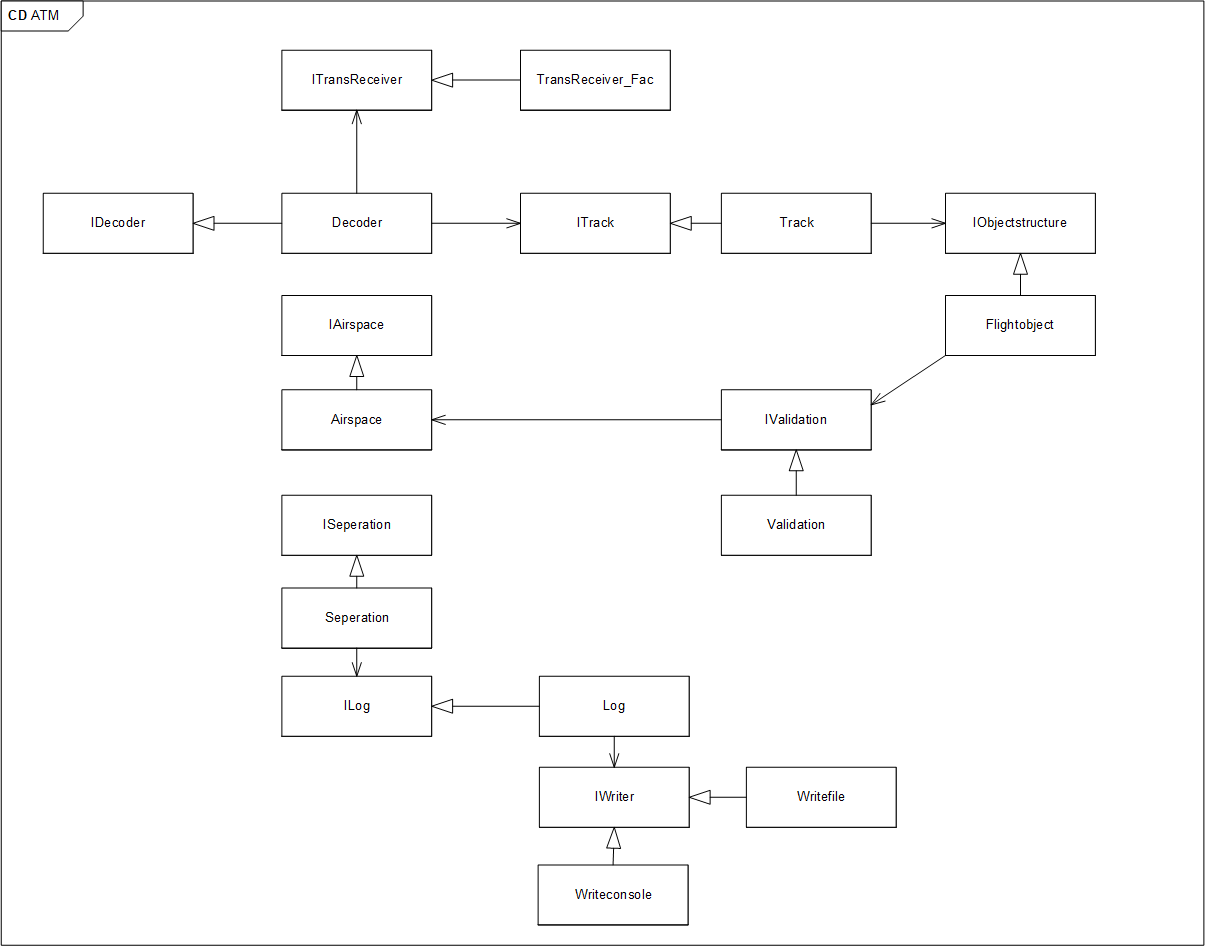 CD ATM
ITransReceiver
TransReceiver_Fac
IDecoder
Decoder
ITrack
Track
IObjectstructure
IAirspace
Flightobject
Airspace
IValidation
ISeperation
Validation
Seperation
ILog
Log
IWriter
Writefile
Writeconsole